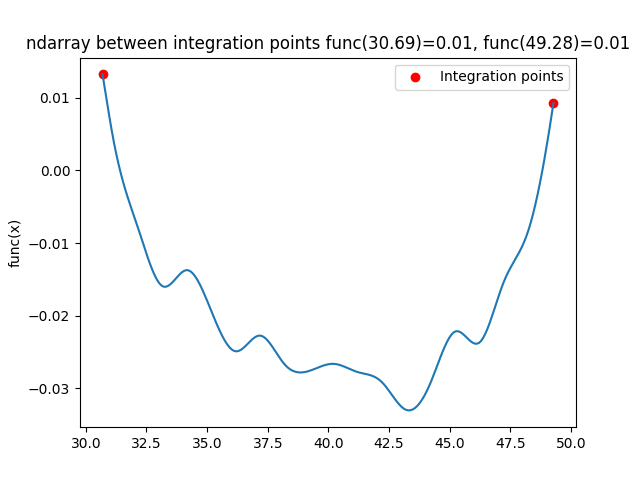 ndarray between integration points func(30.69)=0.01, func(49.28)=0.01
Integration points
func(x)
0.01
0.00
−0.01
−0.02
−0.03
30.0 32.5 35.0 37.5 40.0 42.5 45.0 47.5 50.0